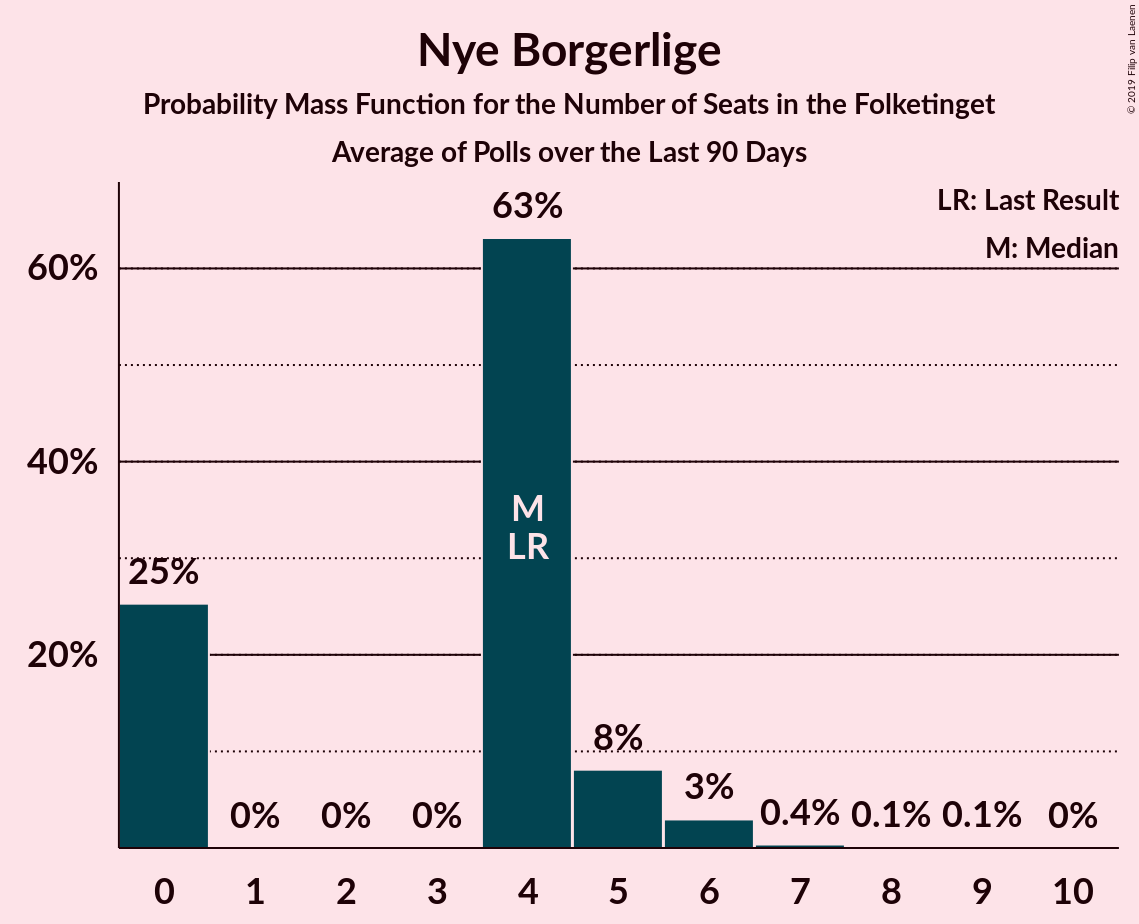 Nye Borgerlige
Probability Mass Function for the Number of Seats in the Folketinget
Average of Polls over the Last 90 Days
© 2019 Filip van Laenen
LR: Last Result
M: Median
63%
60%
40%
M
LR
25%
20%
8%
3%
0% 0% 0% 0.4% 0.1% 0.1% 0%
0 1 2 3 4 5 6 7 8 9 10